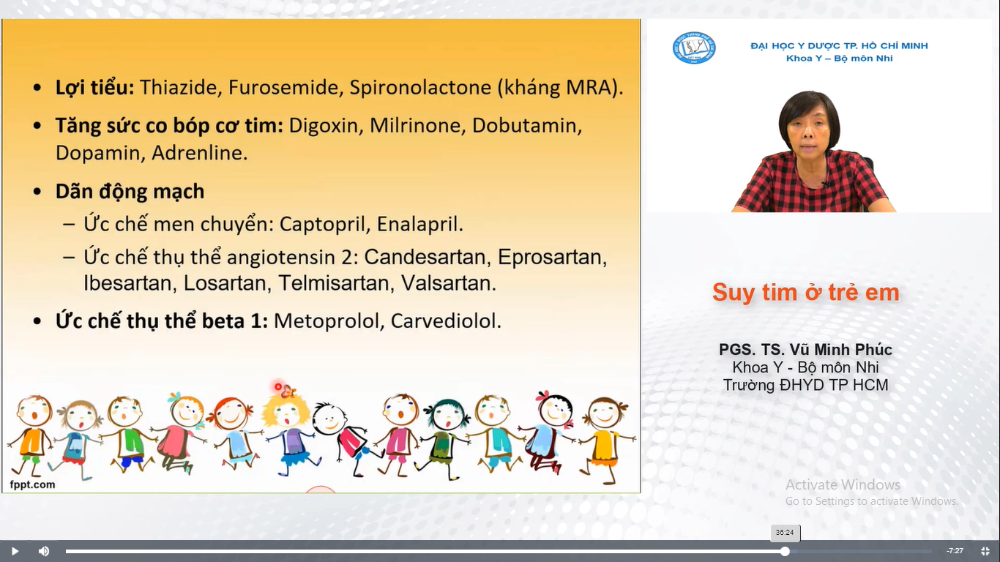 • Lợi tiểu: Thiazide, Furosemide, Spironolactone (kháng MRA).
• Tăng sức co bóp cơ tim: Digoxin, Milrinone, Dobutamin,
Dopamin, Adrenline.
• Dãn động mạch
– Ức chế men chuyển: Captopril, Enalapril.
– Ức chế thụ thể angiotensin 2: Candesartan, Eprosartan,
Ibesartan, Losartan, Telmisartan, Valsartan.
• Ức chế thụ thể beta 1: Metoprolol, Carvediolol.
fppt.com
ĐẠI HỌC Y DƯỢC TP. HỒ CHÍ MINH
Khoa Y – Bộ môn Nhi
Suy tim ở trẻ em
PGS. TS. Vũ Minh Phúc
Khoa Y - Bộ môn Nhi
Trường ĐHYD TP HCM
Activate Windows
Go to Settings to activate Windows.
36:24
-7:27